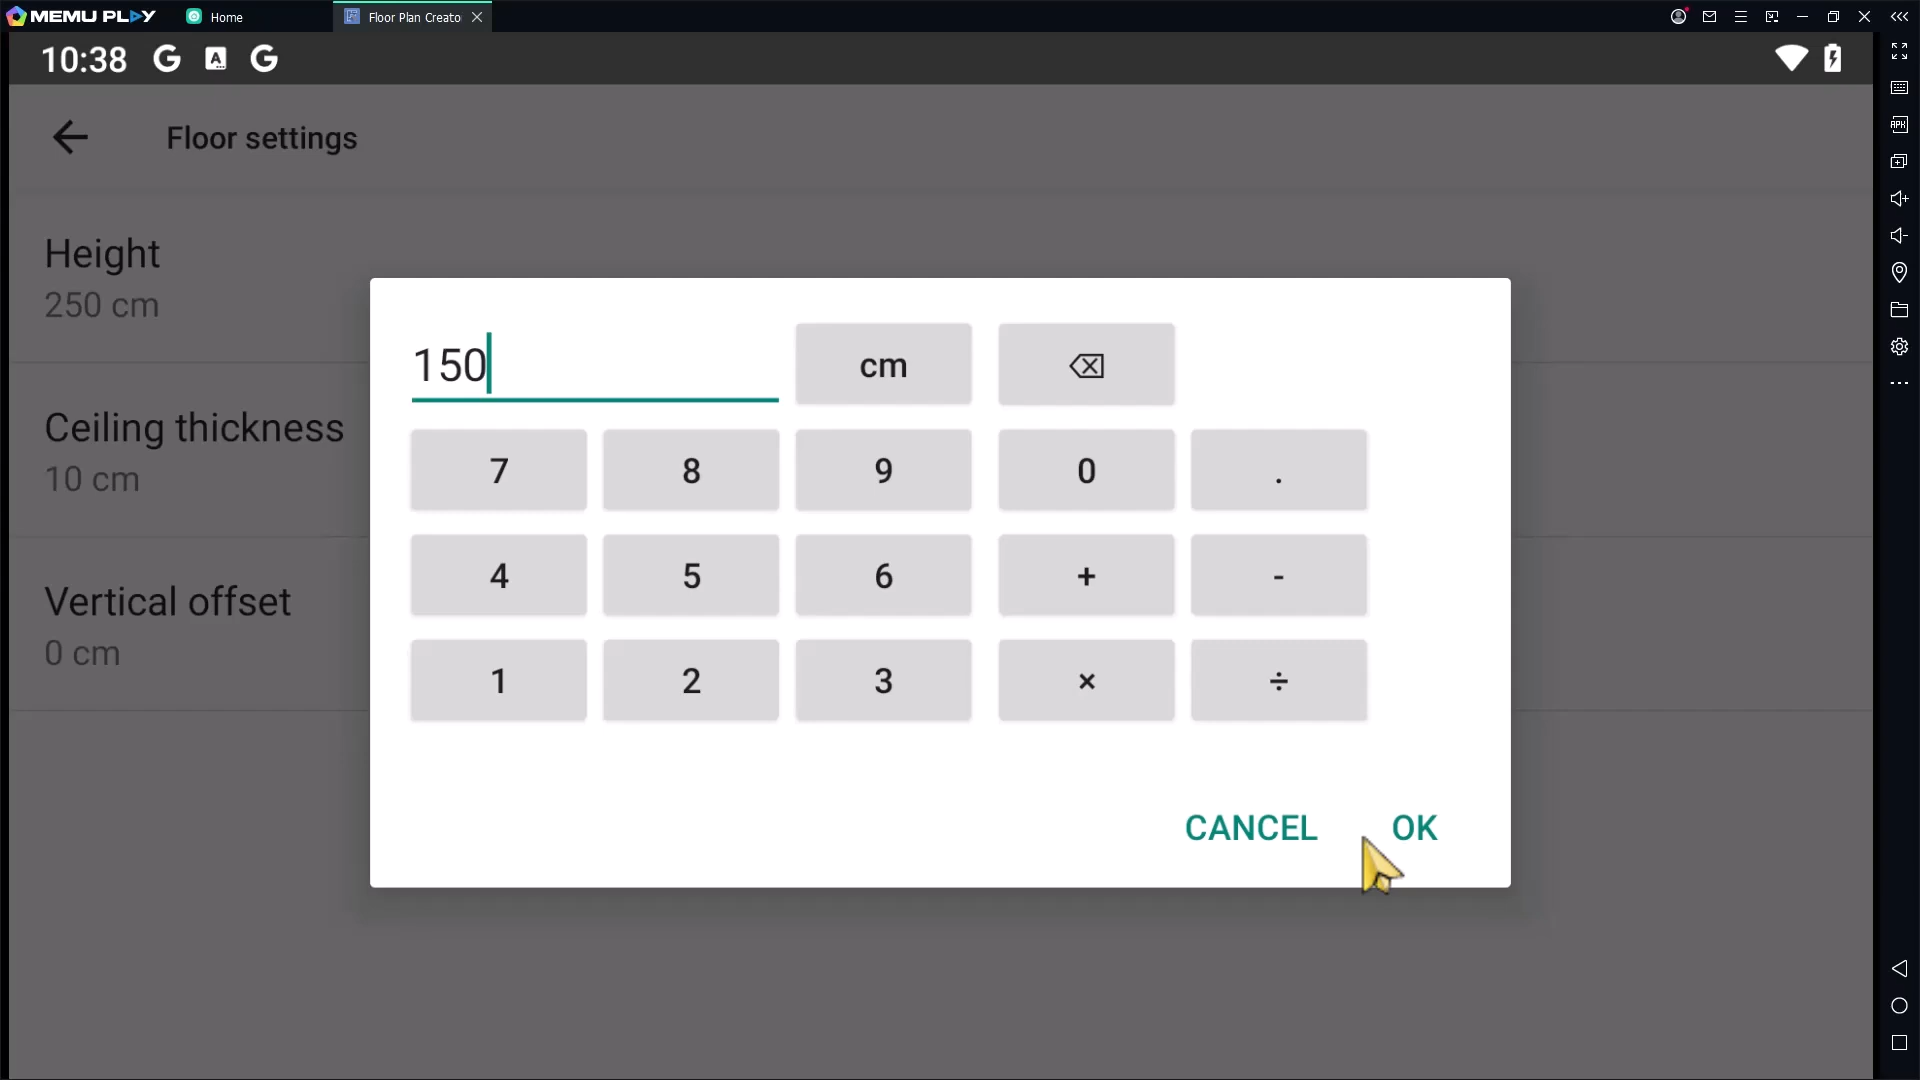 MEMU PLAY
Home
Floor Plan Creato
10:38
Floor settings
Height
250 cm
Ceiling thickness
10 cm
Vertical offset
0 cm
150
cm
7 8 9 0 .
4 5 6 + -
1 2 3 × ÷
CANCEL OK
APK